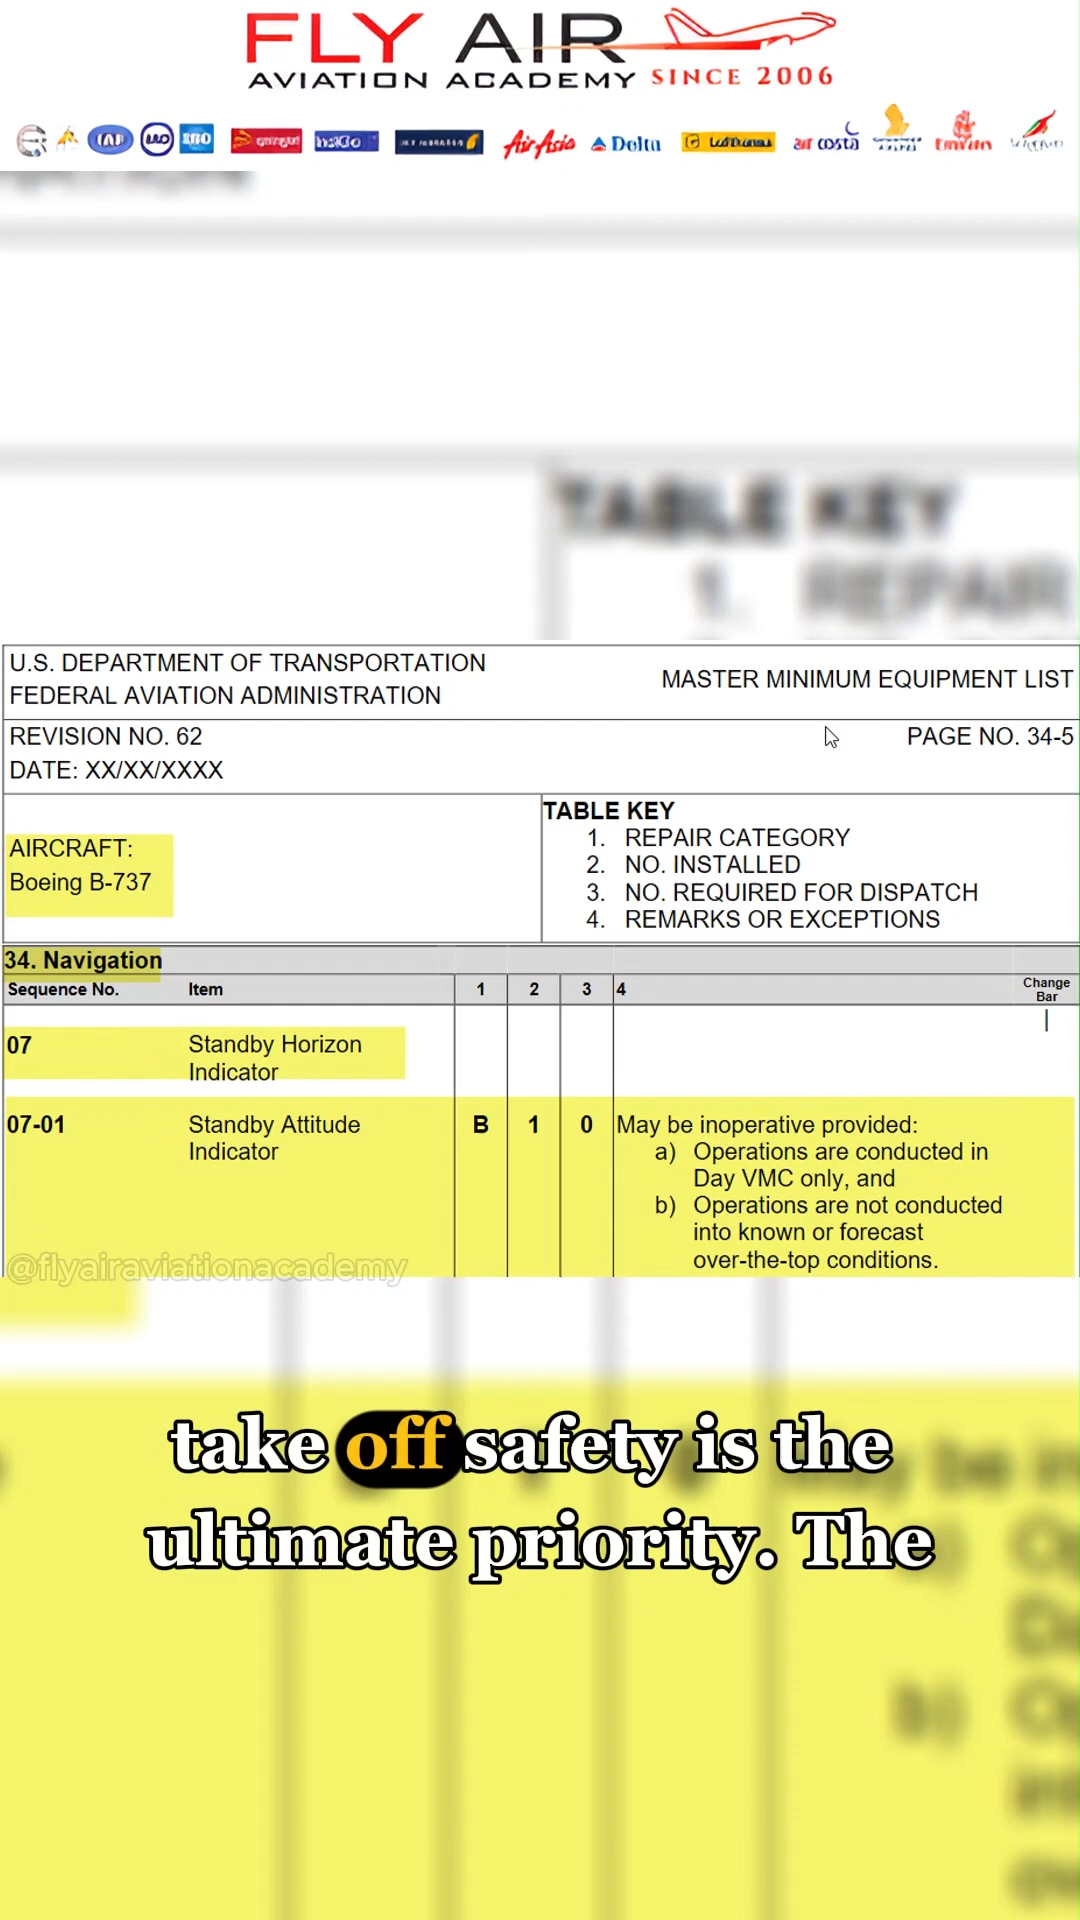 FLY AIR
AVIATION ACADEMY SINCE 2006
IndiGo AirAsia Delta Lufthansa air costa Emirates
TABLE KEY
1. REPAIR
U.S. DEPARTMENT OF TRANSPORTATION
FEDERAL AVIATION ADMINISTRATION
MASTER MINIMUM EQUIPMENT LIST
REVISION NO. 62
DATE: XX/XX/XXXX
PAGE NO. 34-5
AIRCRAFT:
Boeing B-737
TABLE KEY
1. REPAIR CATEGORY
2. NO. INSTALLED
3. NO. REQUIRED FOR DISPATCH
4. REMARKS OR EXCEPTIONS
34. Navigation
Sequence No. Item 1 2 3 4 Change
Bar
07 Standby Horizon
Indicator
07-01 Standby Attitude B 1 0 May be inoperative provided:
Indicator a) Operations are conducted in
Day VMC only, and
b) Operations are not conducted
into known or forecast
over-the-top conditions.
@flyairaviationacademy
take off safety is the
ultimate priority. The